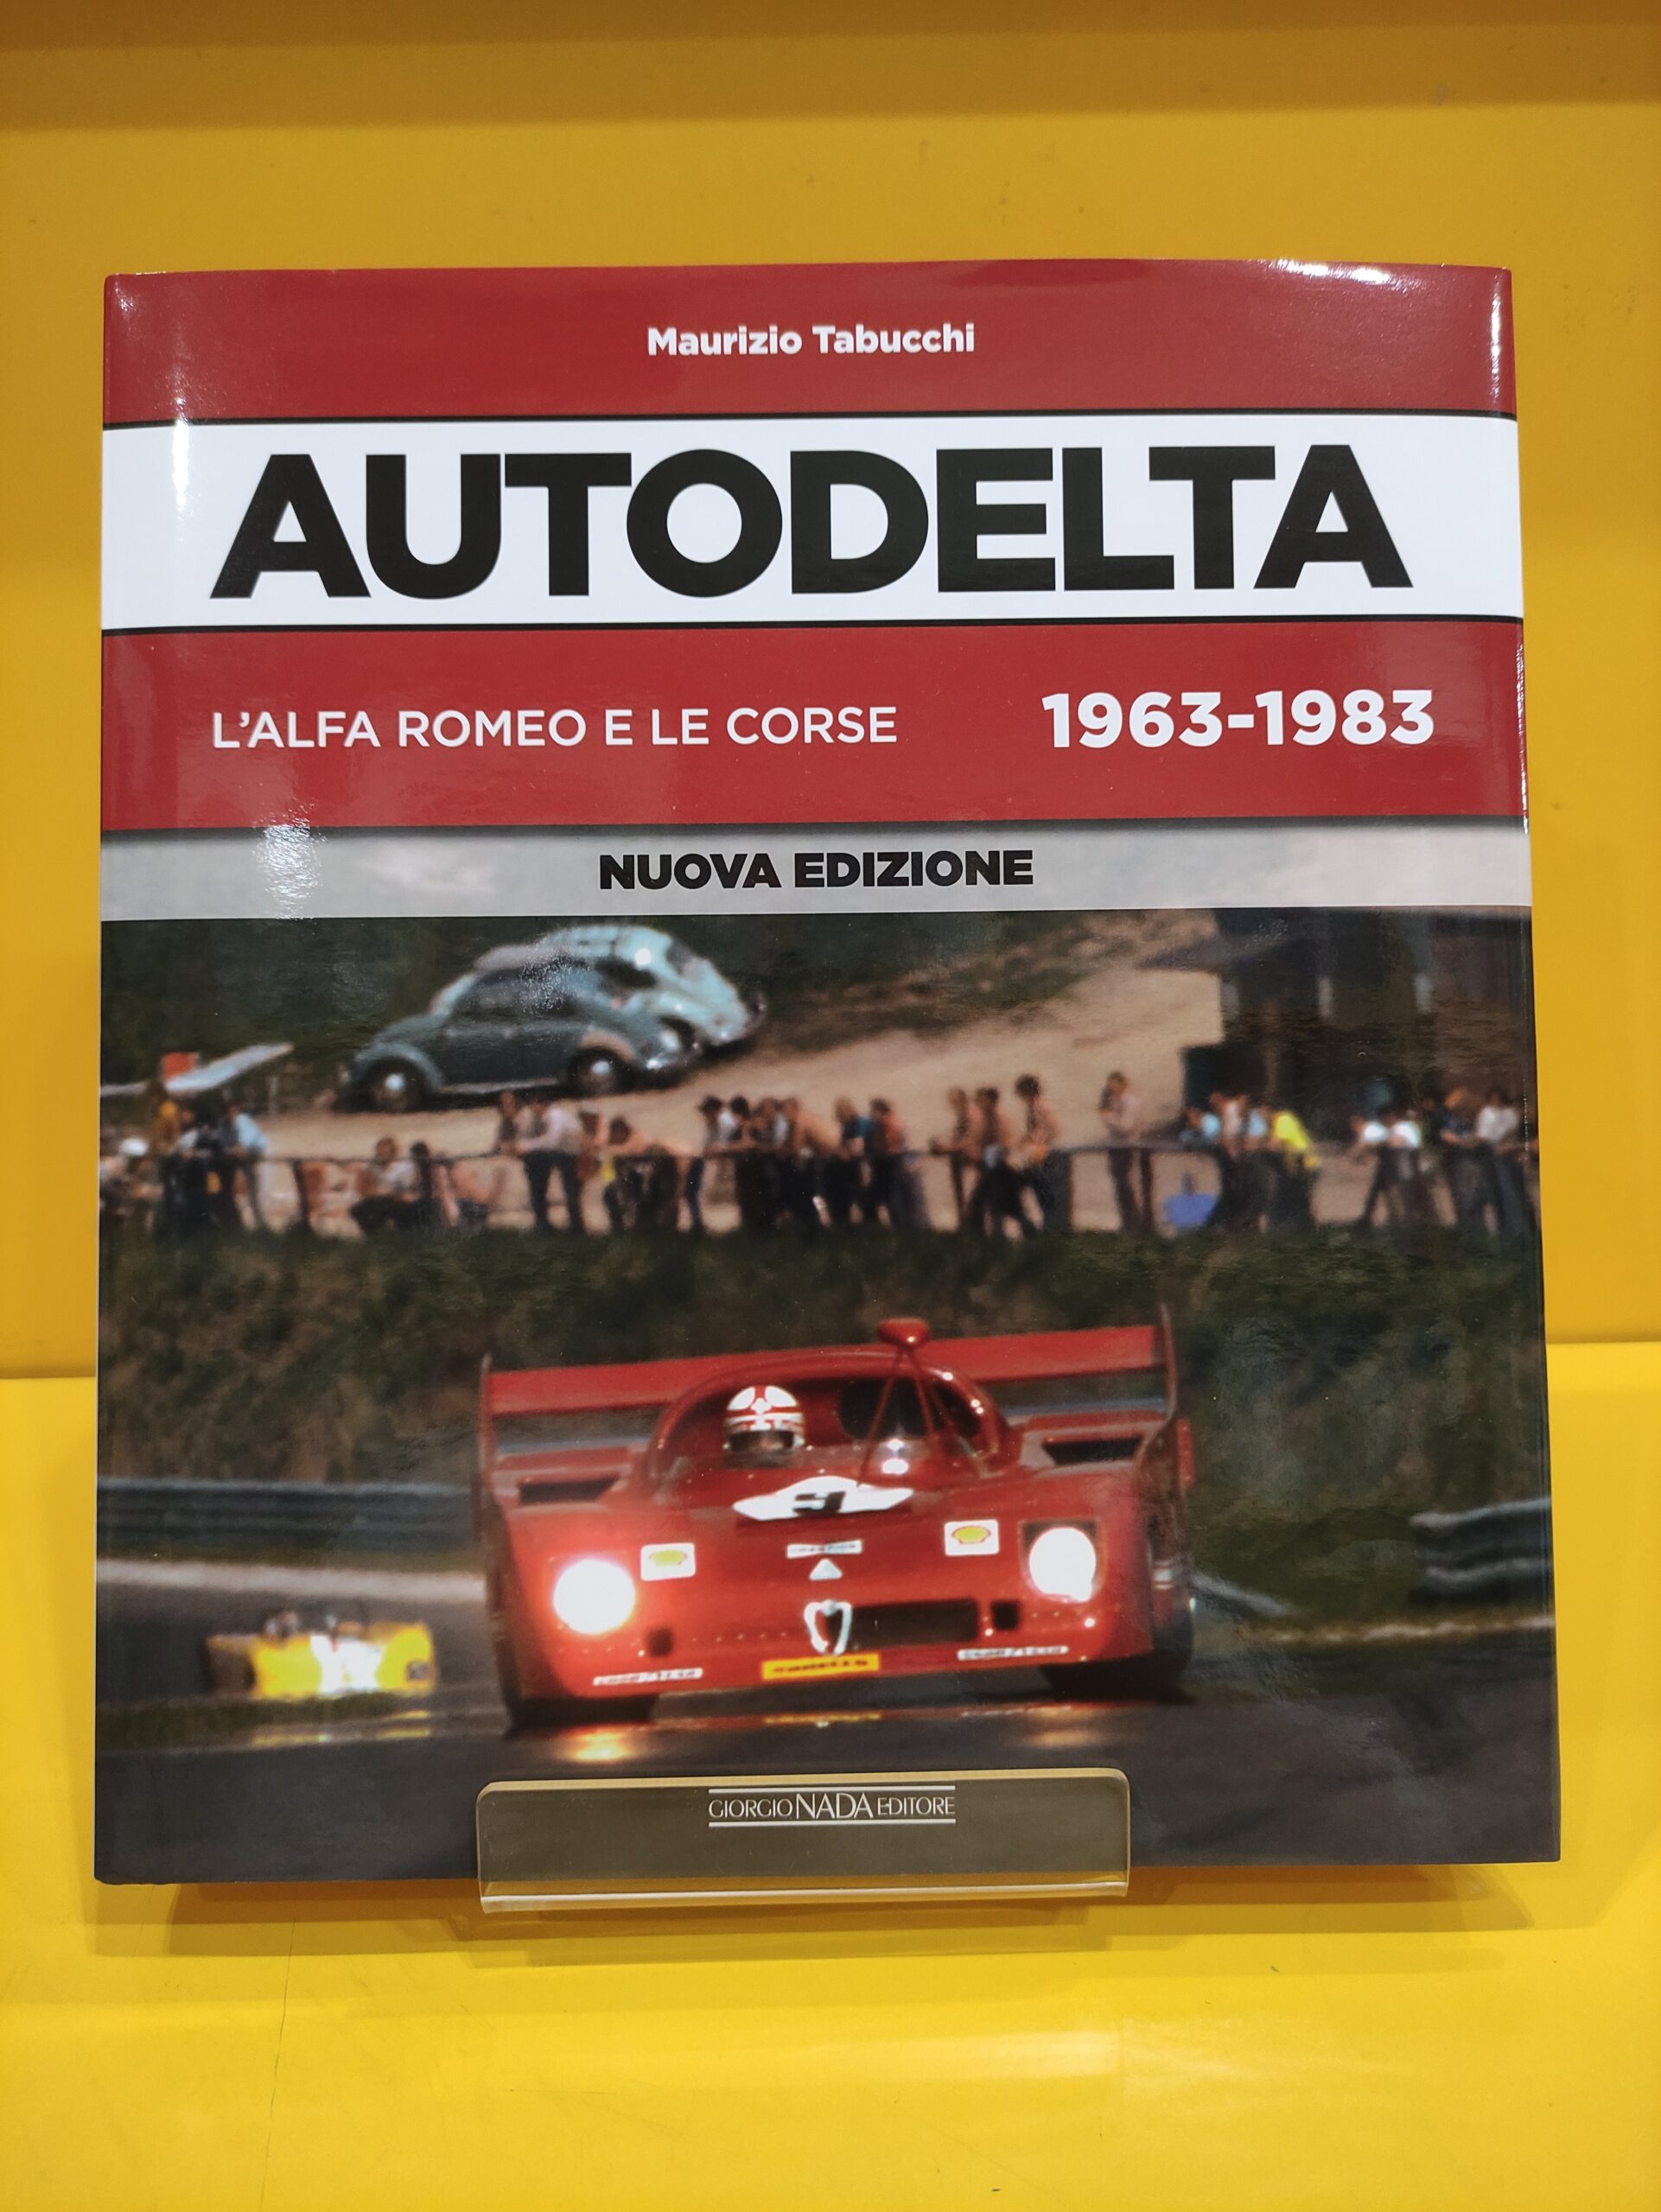 Maurizio Tabucchi
AUTODELTA
L'ALFA ROMEO E LE CORSE 1963-1983
NUOVA EDIZIONE
GIORGIO NADA EDITORE